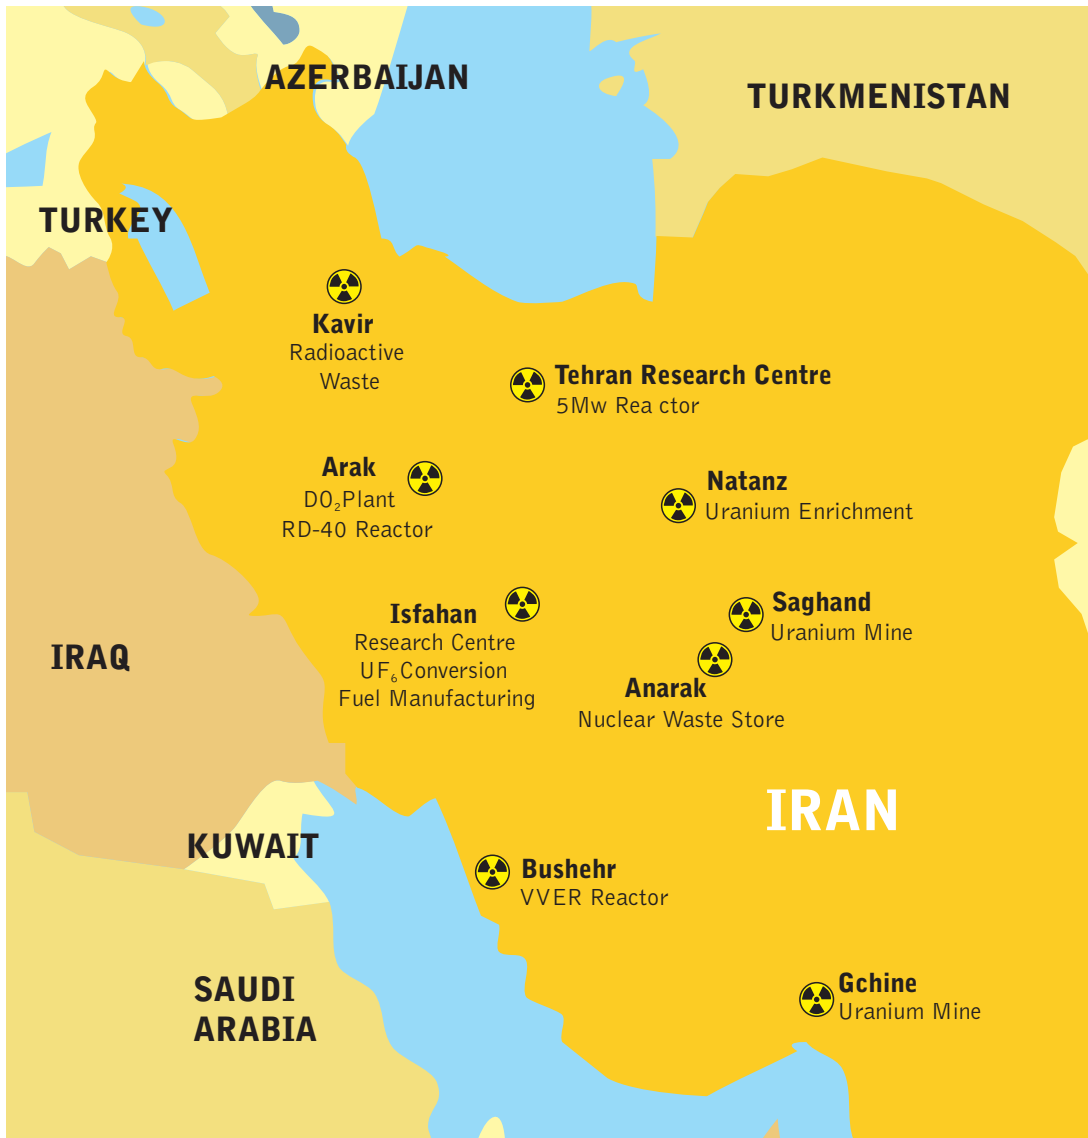 AZERBAIJAN
TURKMENISTAN
TURKEY
Kavir
Radioactive
Waste
Tehran Research Centre
5Mw Rea ctor
Arak
DO₂Plant
RD-40 Reactor
Natanz
Uranium Enrichment
Isfahan
Research Centre
UF₆Conversion
Fuel Manufacturing
Saghand
Uranium Mine
Anarak
Nuclear Waste Store
IRAQ
IRAN
KUWAIT
Bushehr
VVER Reactor
SAUDI
ARABIA
Gchine
Uranium Mine